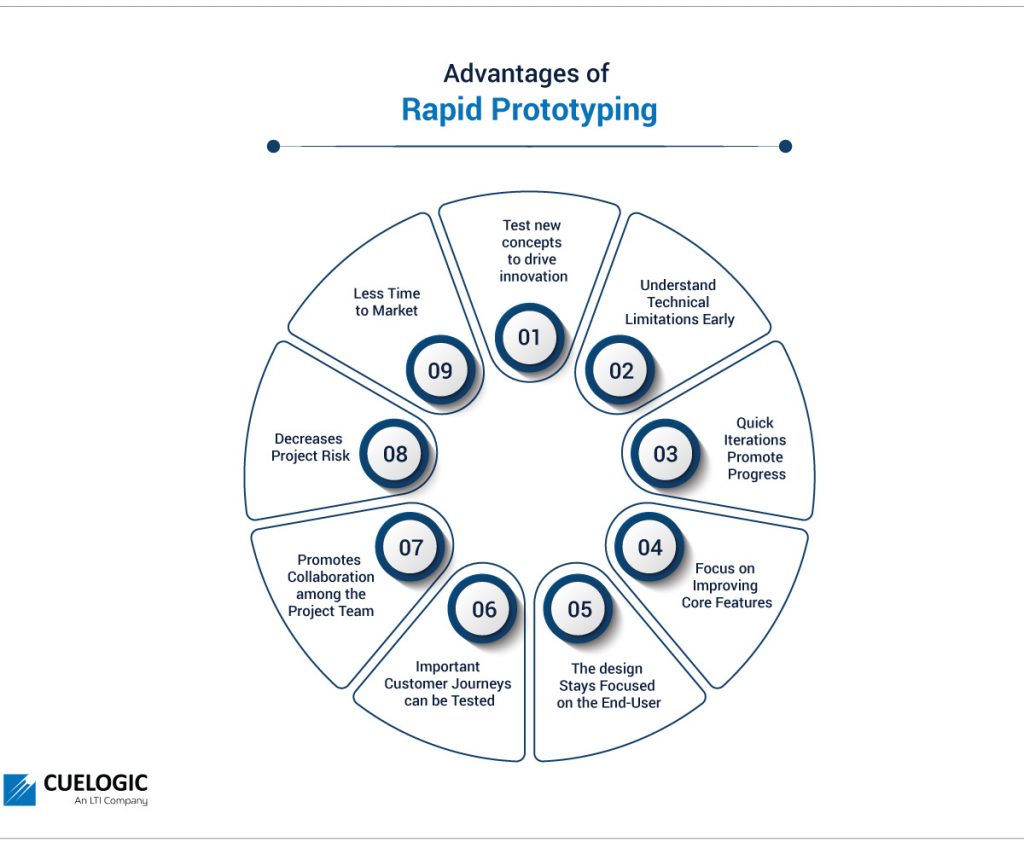 Advantages of
Rapid Prototyping
01
Test new
concepts
to drive
innovation
02
Understand
Technical
Limitations Early
03
Quick
Iterations
Promote
Progress
04
Focus on
Improving
Core Features
05
The design
Stays Focused
on the End-User
06
Important
Customer Journeys
can be Tested
07
Promotes
Collaboration
among the
Project Team
08
Decreases
Project Risk
09
Less Time
to Market
CUELOGIC
An LTI Company